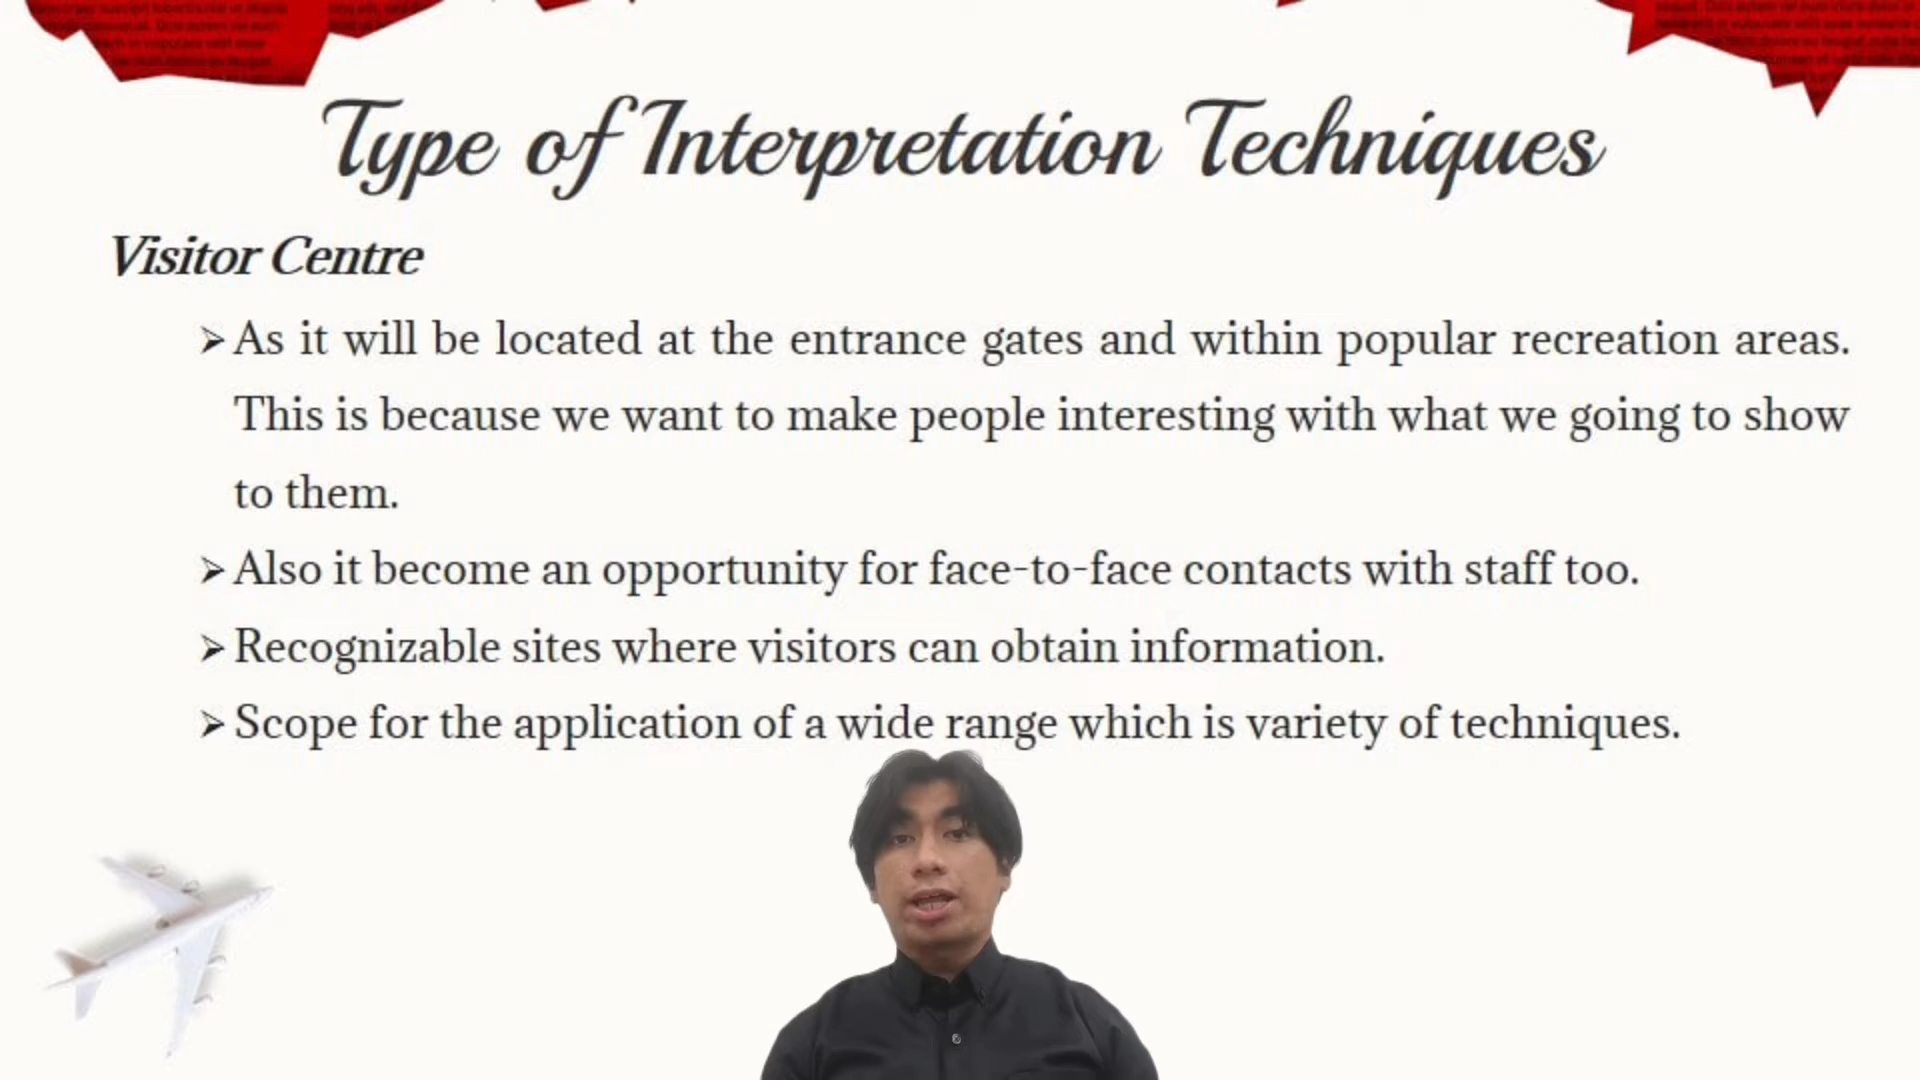 Type of Interpretation Techniques
Visitor Centre
➢As it will be located at the entrance gates and within popular recreation areas.
This is because we want to make people interesting with what we going to show
to them.
➢Also it become an opportunity for face-to-face contacts with staff too.
➢Recognizable sites where visitors can obtain information.
➢Scope for the application of a wide range which is variety of techniques.